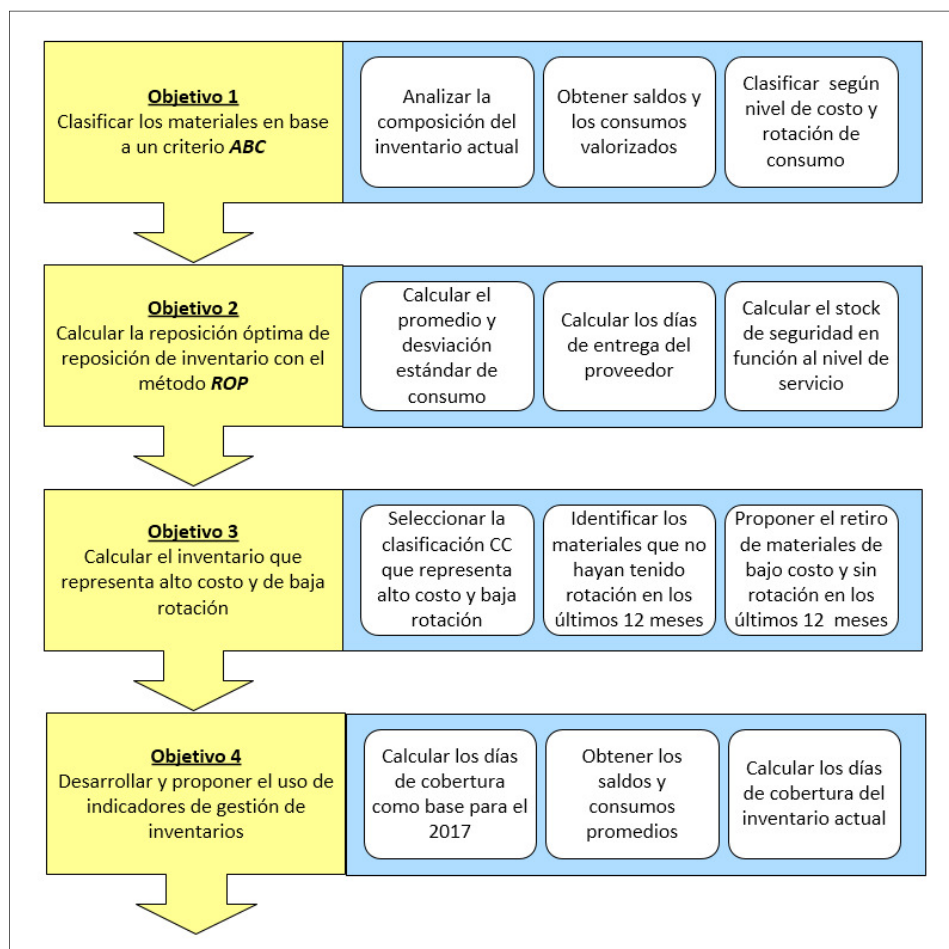 Objetivo 1
Clasificar los materiales en base
a un criterio ABC
Analizar la
composición del
inventario actual
Obtener saldos y
los consumos
valorizados
Clasificar según
nivel de costo y
rotación de
consumo
Objetivo 2
Calcular la reposición óptima de
reposición de inventario con el
método ROP
Calcular el
promedio y
desviación
estándar de
consumo
Calcular los días
de entrega del
proveedor
Calcular el stock
de seguridad en
función al nivel de
servicio
Objetivo 3
Calcular el inventario que
representa alto costo y de baja
rotación
Seleccionar la
clasificación CC
que representa
alto costo y baja
rotación
Identificar los
materiales que no
hayan tenido
rotación en los
últimos 12 meses
Proponer el retiro
de materiales de
bajo costo y sin
rotación en los
últimos 12 meses
Objetivo 4
Desarrollar y proponer el uso de
indicadores de gestión de
inventarios
Calcular los días
de cobertura
como base para el
2017
Obtener los
saldos y
consumos
promedios
Calcular los días
de cobertura del
inventario actual